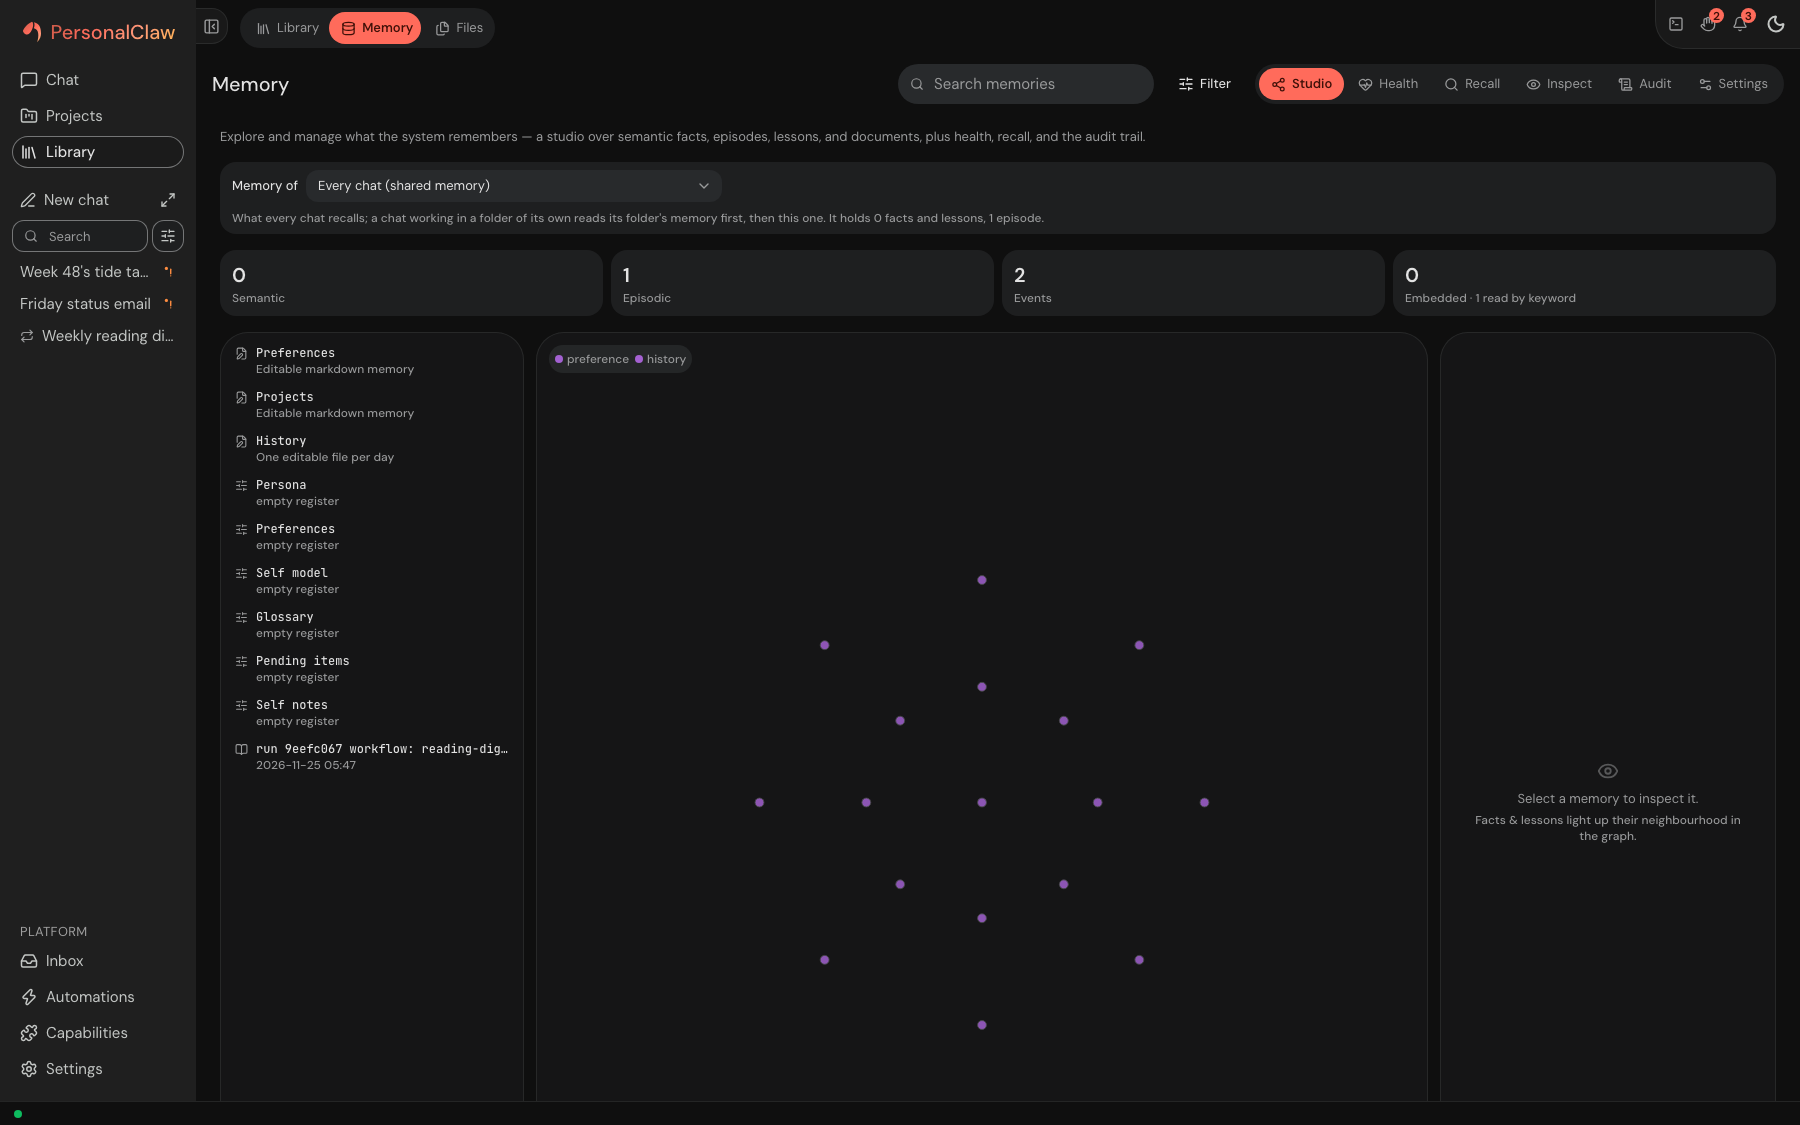 PersonalClaw
Chat
Projects
Library
New chat
Search
Week 48's tide ta...
Friday status email
Weekly reading di...
PLATFORM
Inbox
Automations
Capabilities
Settings
Library
Memory
Files
2
3
Memory
Search memories
Filter
Studio
Health
Recall
Inspect
Audit
Settings
Explore and manage what the system remembers — a studio over semantic facts, episodes, lessons, and documents, plus health, recall, and the audit trail.
Memory of
Every chat (shared memory)
What every chat recalls; a chat working in a folder of its own reads its folder's memory first, then this one. It holds 0 facts and lessons, 1 episode.
0
Semantic
1
Episodic
2
Events
0
Embedded · 1 read by keyword
Preferences
Editable markdown memory
Projects
Editable markdown memory
History
One editable file per day
Persona
empty register
Preferences
empty register
Self model
empty register
Glossary
empty register
Pending items
empty register
Self notes
empty register
run 9eefc067 workflow: reading-dig...
2026-11-25 05:47
preference
history
Select a memory to inspect it.
Facts & lessons light up their neighbourhood in
the graph.